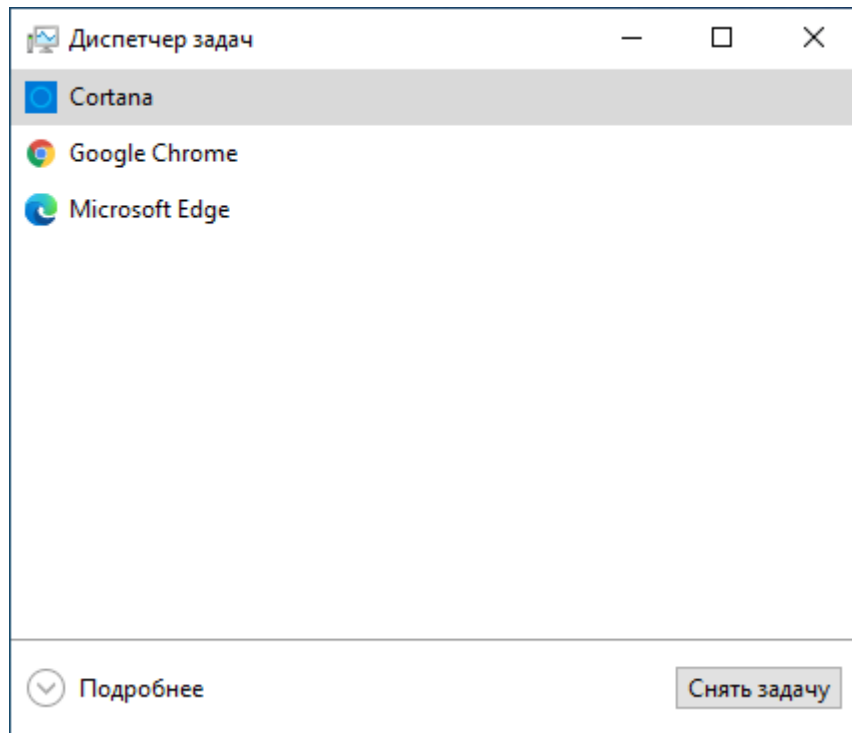 Диспетчер задач
Cortana
Google Chrome
Microsoft Edge
Подробнее
Снять задачу